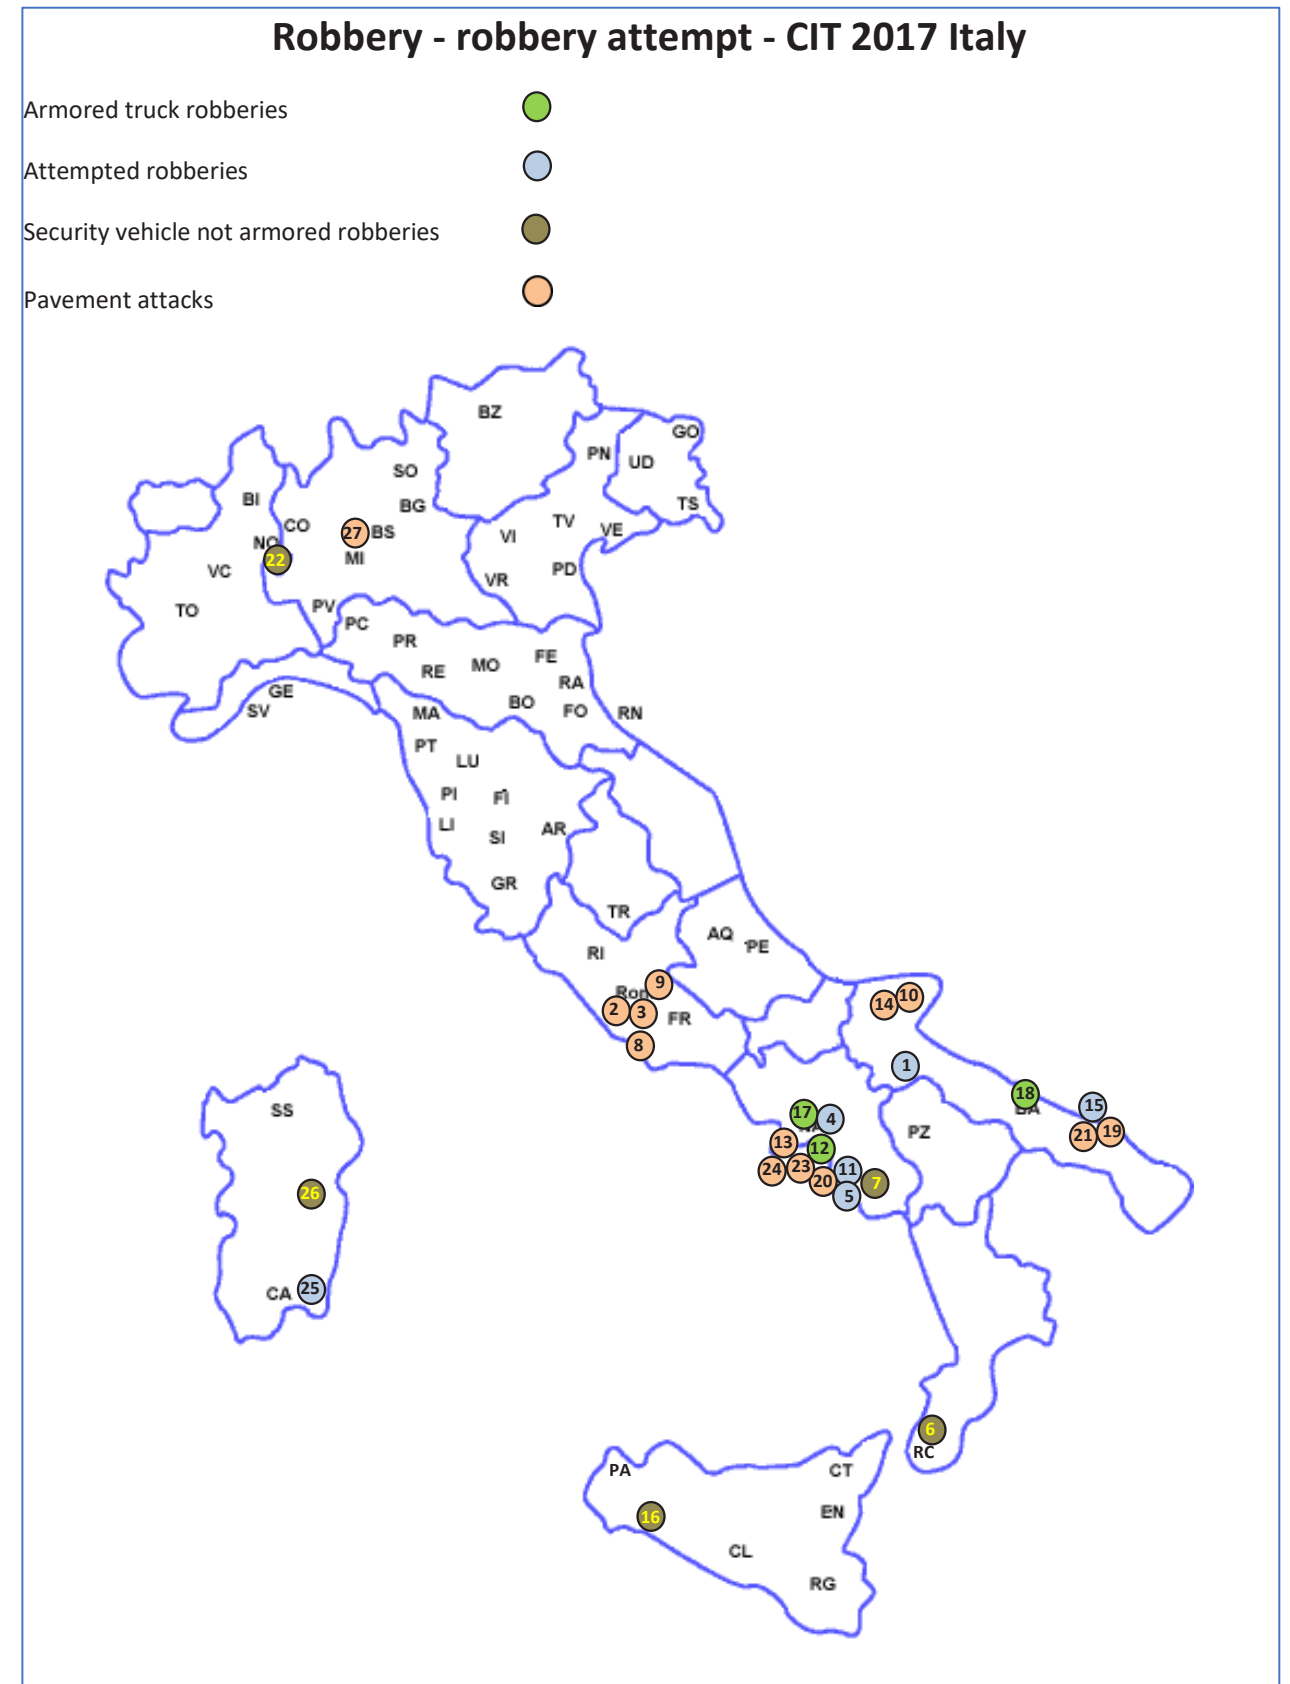 Robbery - robbery attempt - CIT 2017 Italy
Armored truck robberies
Attempted robberies
Security vehicle not armored robberies
Pavement attacks
BZ
GO
PN
UD
SO
BI
BG
TS
CO
TV
27
BS
VE
NO
VI
22
MI
VC
PD
VR
PV
TO
PC
PR
FE
MO
RE
RA
GE
BO
SV
MA
FO
RN
PT
LU
PI
FI
LI
AR
SI
GR
TR
AQ
PE
RI
9
Rom
14
10
2
3
FR
8
1
18
SS
17
4
15
BA
NA
PZ
21
19
13
12
24
23
11
20
7
26
5
CA
25
6
RC
PA
CT
16
EN
CL
RG